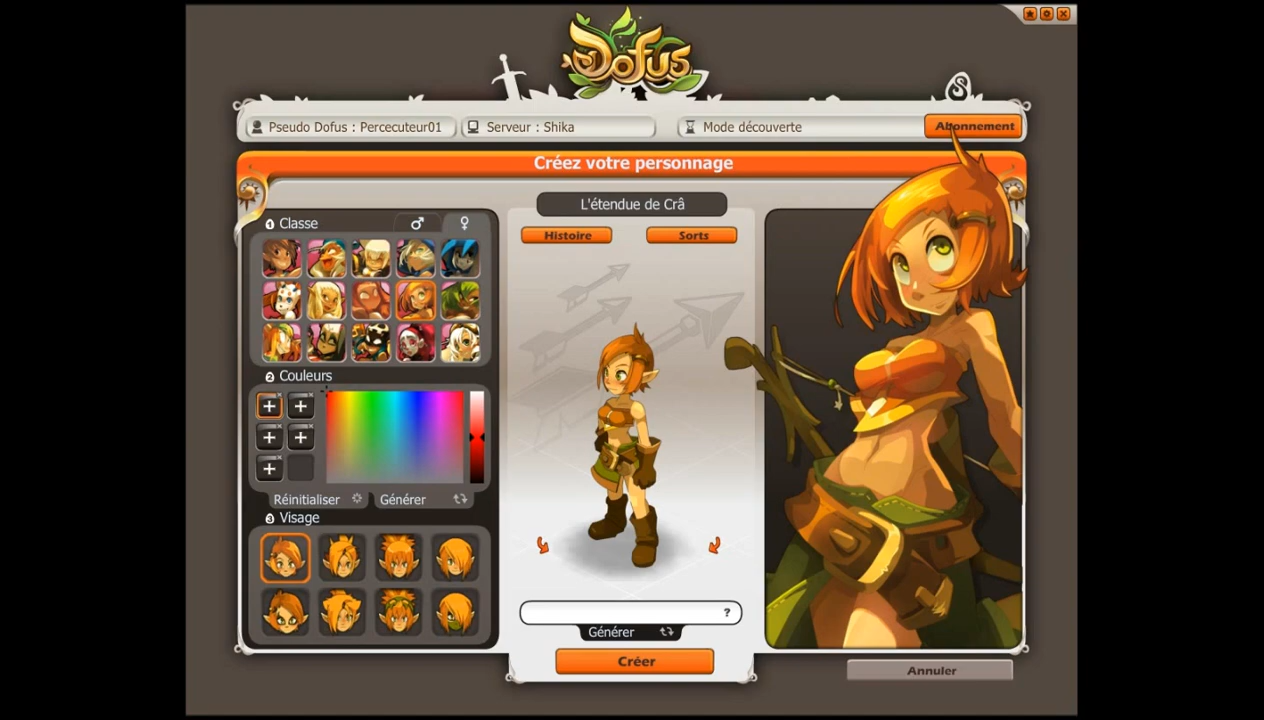 Dofus
Pseudo Dofus : Percecuteur01
Serveur : Shika
Mode découverte
Abonnement
Créez votre personnage
L'étendue de Crâ
1 Classe
Histoire
Sorts
2 Couleurs
Réinitialiser
Générer
3 Visage
?
Générer
Créer
Annuler